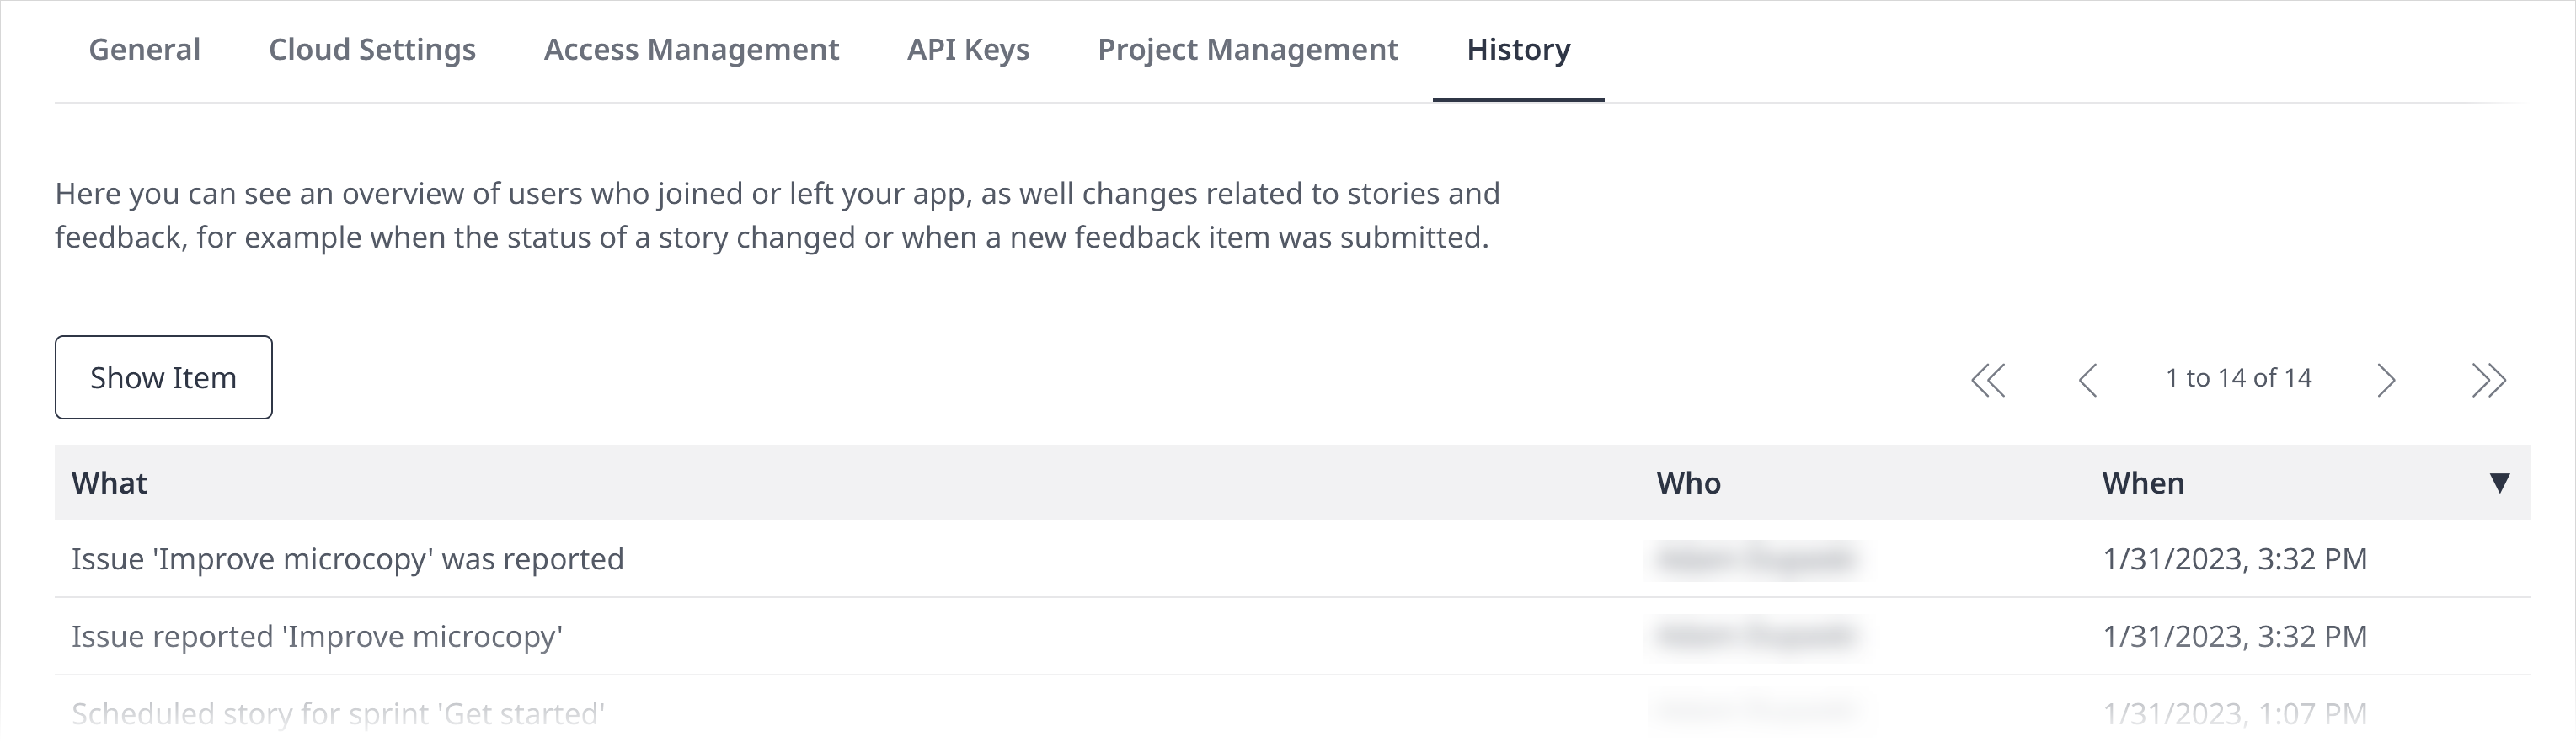 General Cloud Settings Access Management API Keys Project Management History
Here you can see an overview of users who joined or left your app, as well changes related to stories and
feedback, for example when the status of a story changed or when a new feedback item was submitted.
Show Item 1 to 14 of 14
What Who When
Issue 'Improve microcopy' was reported 1/31/2023, 3:32 PM
Issue reported 'Improve microcopy' 1/31/2023, 3:32 PM
Scheduled story for sprint 'Get started' 1/31/2023, 1:07 PM